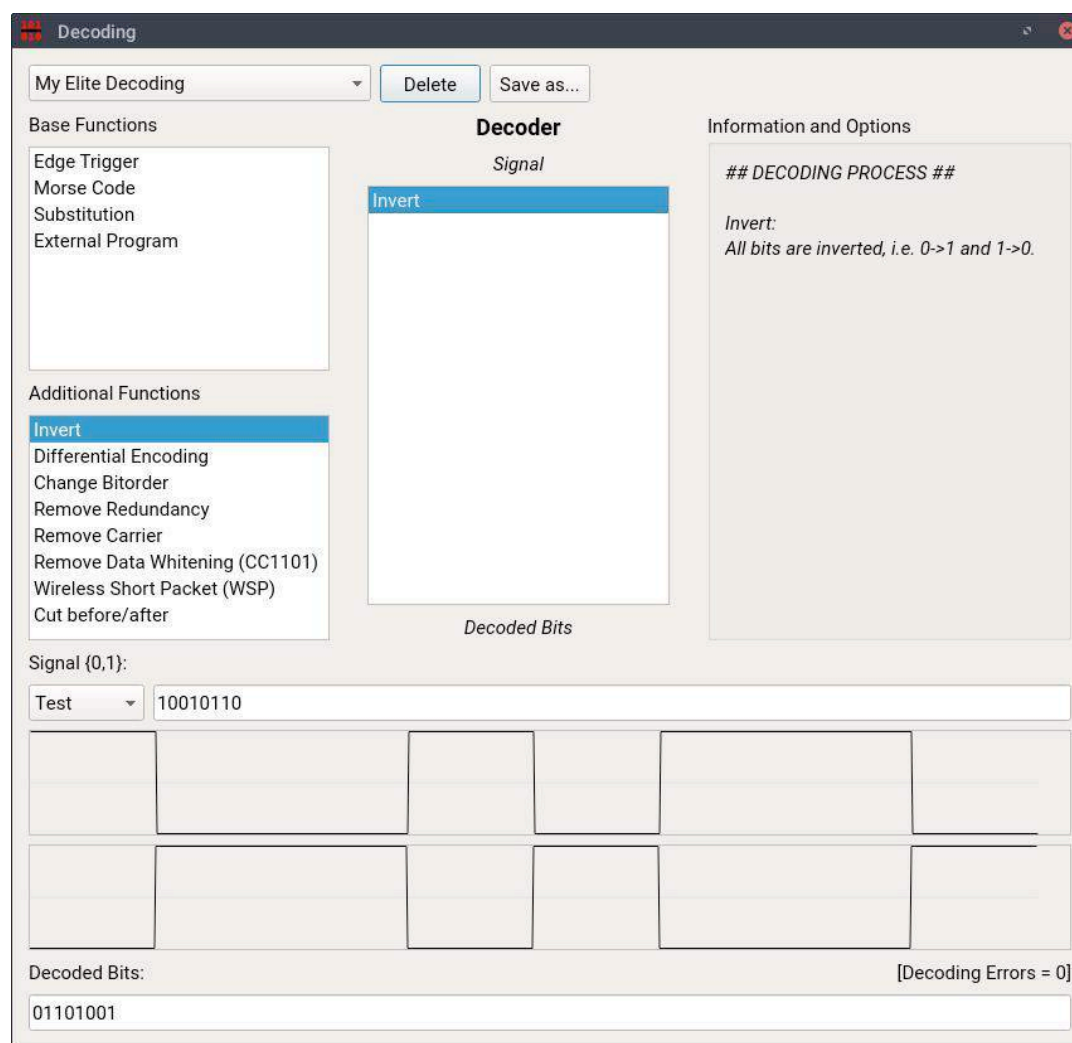 Decoding
My Elite Decoding
Delete
Save as...
Base Functions
Edge Trigger
Morse Code
Substitution
External Program
Additional Functions
Invert
Differential Encoding
Change Bitorder
Remove Redundancy
Remove Carrier
Remove Data Whitening (CC1101)
Wireless Short Packet (WSP)
Cut before/after
Decoder
Signal
Invert
Decoded Bits
Information and Options
## DECODING PROCESS ##
Invert:
All bits are inverted, i.e. 0->1 and 1->0.
Signal {0,1}:
Test
10010110
Decoded Bits:
[Decoding Errors = 0]
01101001